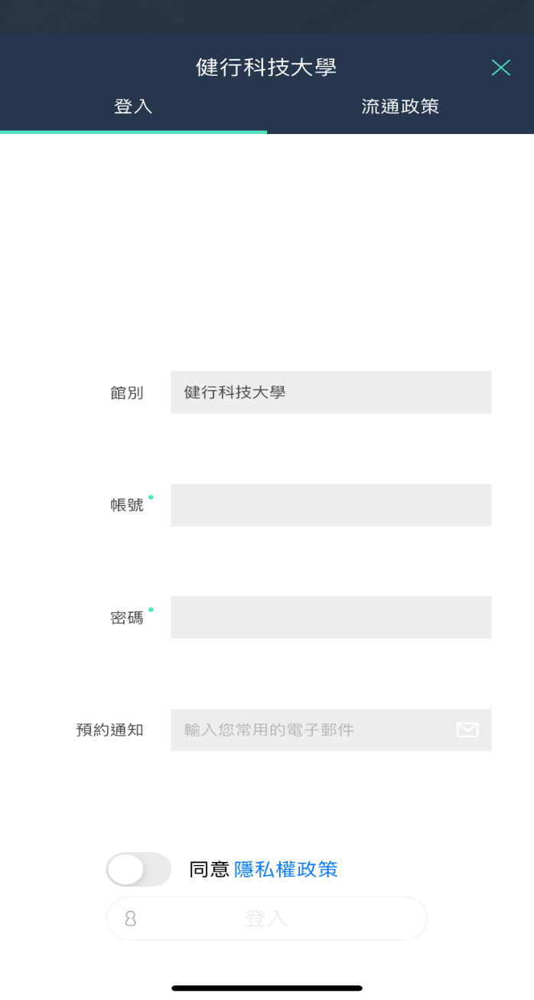 健行科技大學
登入 流通政策
館別 健行科技大學
帳號
密碼
預約通知 輸入您常用的電子郵件
同意隱私權政策
登入